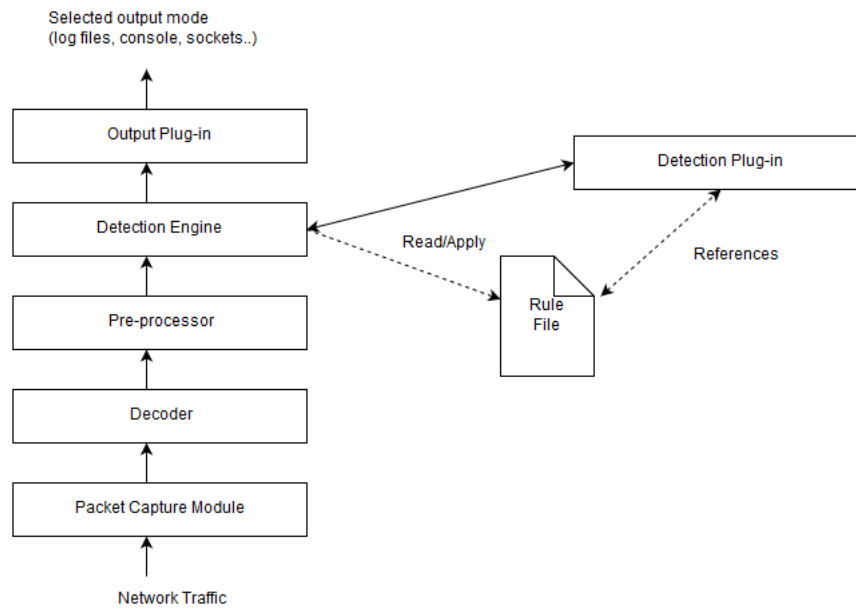 Selected output mode
(log files, console, sockets..)
Output Plug-in
Detection Plug-in
Detection Engine
Read/Apply
References
Rule
File
Pre-processor
Decoder
Packet Capture Module
Network Traffic